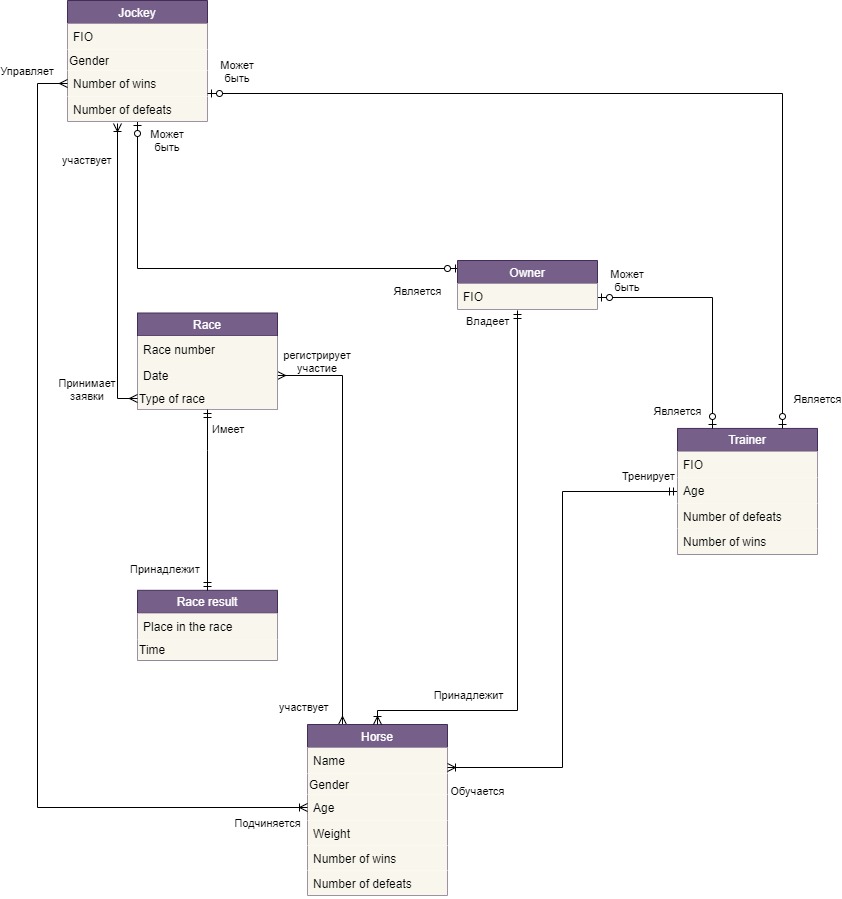 Jockey
FIO
Gender
Number of wins
Number of defeats
Управляет
Может
быть
Может
быть
участвует
Owner
FIO
Является
Может
быть
Владеет
Race
Race number
Date
Type of race
регистрирует
участие
Принимает
заявки
Имеет
Является
Является
Trainer
FIO
Age
Number of defeats
Number of wins
Тренирует
Принадлежит
Race result
Place in the race
Time
Принадлежит
участвует
Horse
Name
Gender
Age
Weight
Number of wins
Number of defeats
Обучается
Подчиняется